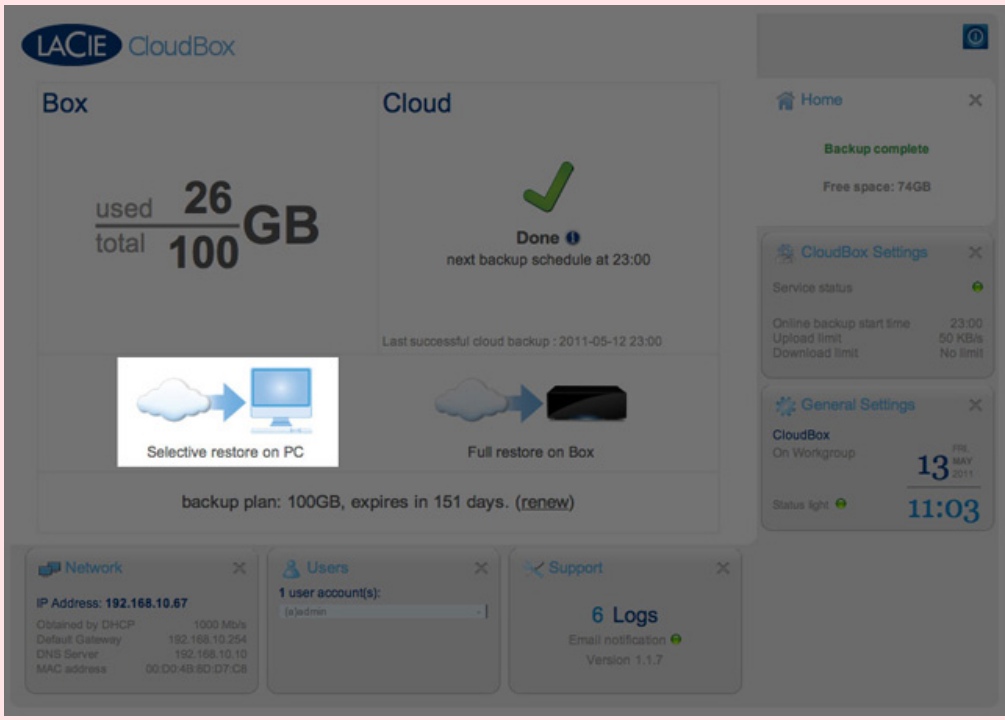 LACIE CloudBox
Box
used 26
total 100 GB
Cloud
Done
next backup schedule at 23:00
Last successful cloud backup : 2011-05-12 23:00
Selective restore on PC
Full restore on Box
backup plan: 100GB, expires in 151 days. (renew)
Home
Backup complete
Free space: 74GB
CloudBox Settings
Service status
Online backup start time 23:00
Upload limit 50 KB/s
Download limit No limit
General Settings
CloudBox
On Workgroup
FRI.
13 MAY
2011
Status light
11:03
Network
IP Address: 192.168.10.67
Obtained by DHCP 1000 Mb/s
Default Gateway 192.168.10.254
DNS Server 192.168.10.10
MAC address 00:D0:4B:8D:D7:C8
Users
1 user account(s):
(a)admin
Support
6 Logs
Email notification
Version 1.1.7